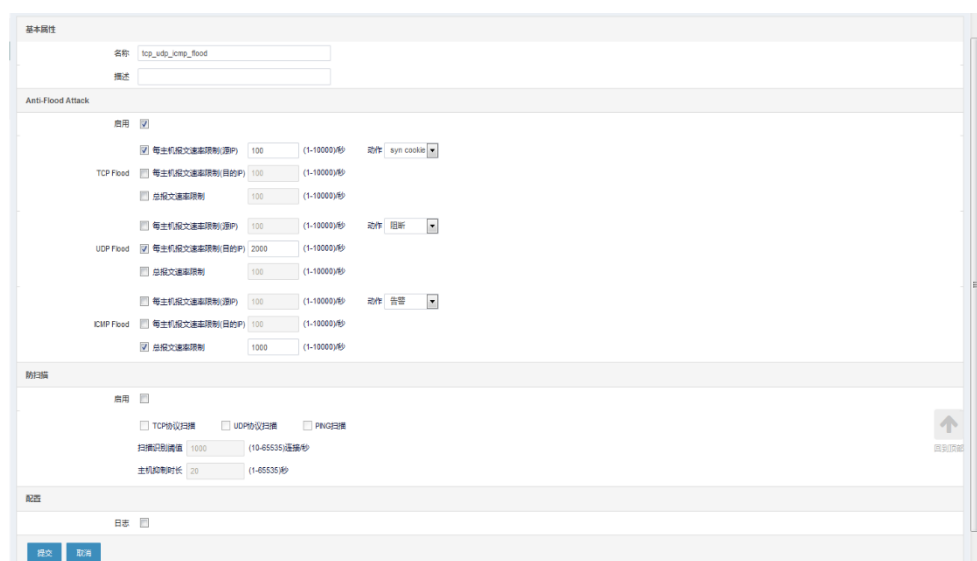 基本属性
名称 tcp_udp_icmp_flood
描述
Anti-Flood Attack
启用
每主机报文速率限制(源IP) 100 (1-10000)/秒 动作 syn cookie
TCP Flood 每主机报文速率限制(目的IP) 100 (1-10000)/秒
总报文速率限制 100 (1-10000)/秒
每主机报文速率限制(源IP) 100 (1-10000)/秒 动作 阻断
UDP Flood 每主机报文速率限制(目的IP) 2000 (1-10000)/秒
总报文速率限制 100 (1-10000)/秒
每主机报文速率限制(源IP) 100 (1-10000)/秒 动作 告警
ICMP Flood 每主机报文速率限制(目的IP) 100 (1-10000)/秒
总报文速率限制 1000 (1-10000)/秒
防扫描
启用
TCP协议扫描 UDP协议扫描 PING扫描
扫描识别阈值 1000 (10-65535)连接/秒
主机抑制时长 20 (1-65535)秒
回到顶部
配置
日志
提交 取消